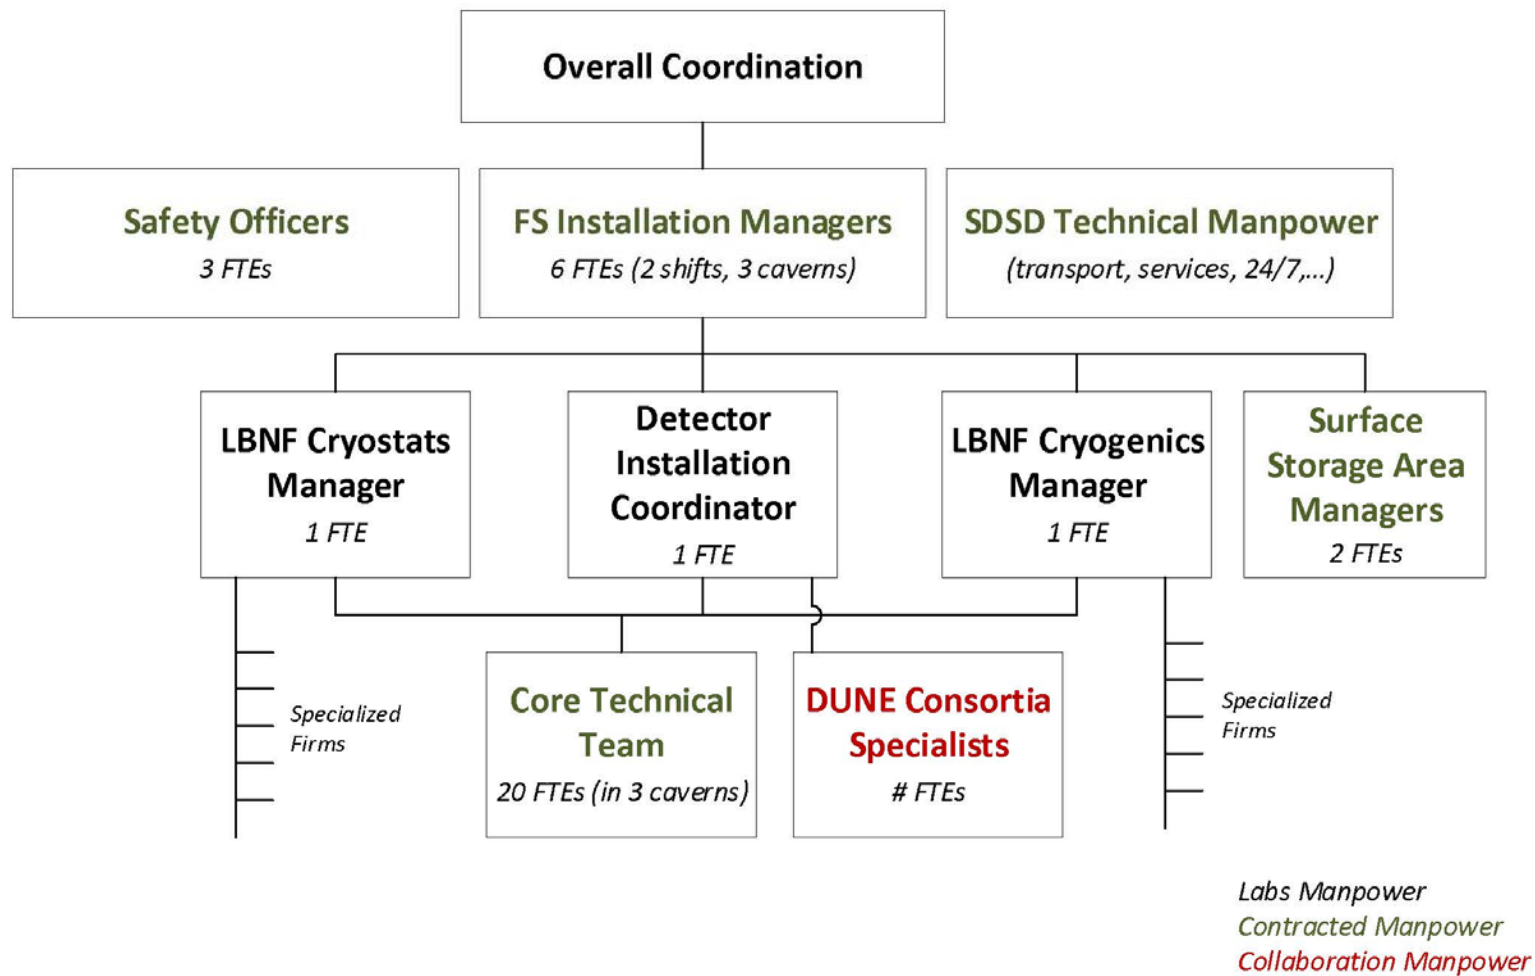 Overall Coordination
Safety Officers
3 FTEs
FS Installation Managers
6 FTEs (2 shifts, 3 caverns)
SDSD Technical Manpower
(transport, services, 24/7,...)
LBNF Cryostats
Manager
1 FTE
Detector
Installation
Coordinator
1 FTE
LBNF Cryogenics
Manager
1 FTE
Surface
Storage Area
Managers
2 FTEs
Specialized
Firms
Core Technical
Team
20 FTEs (in 3 caverns)
DUNE Consortia
Specialists
# FTEs
Specialized
Firms
Labs Manpower
Contracted Manpower
Collaboration Manpower